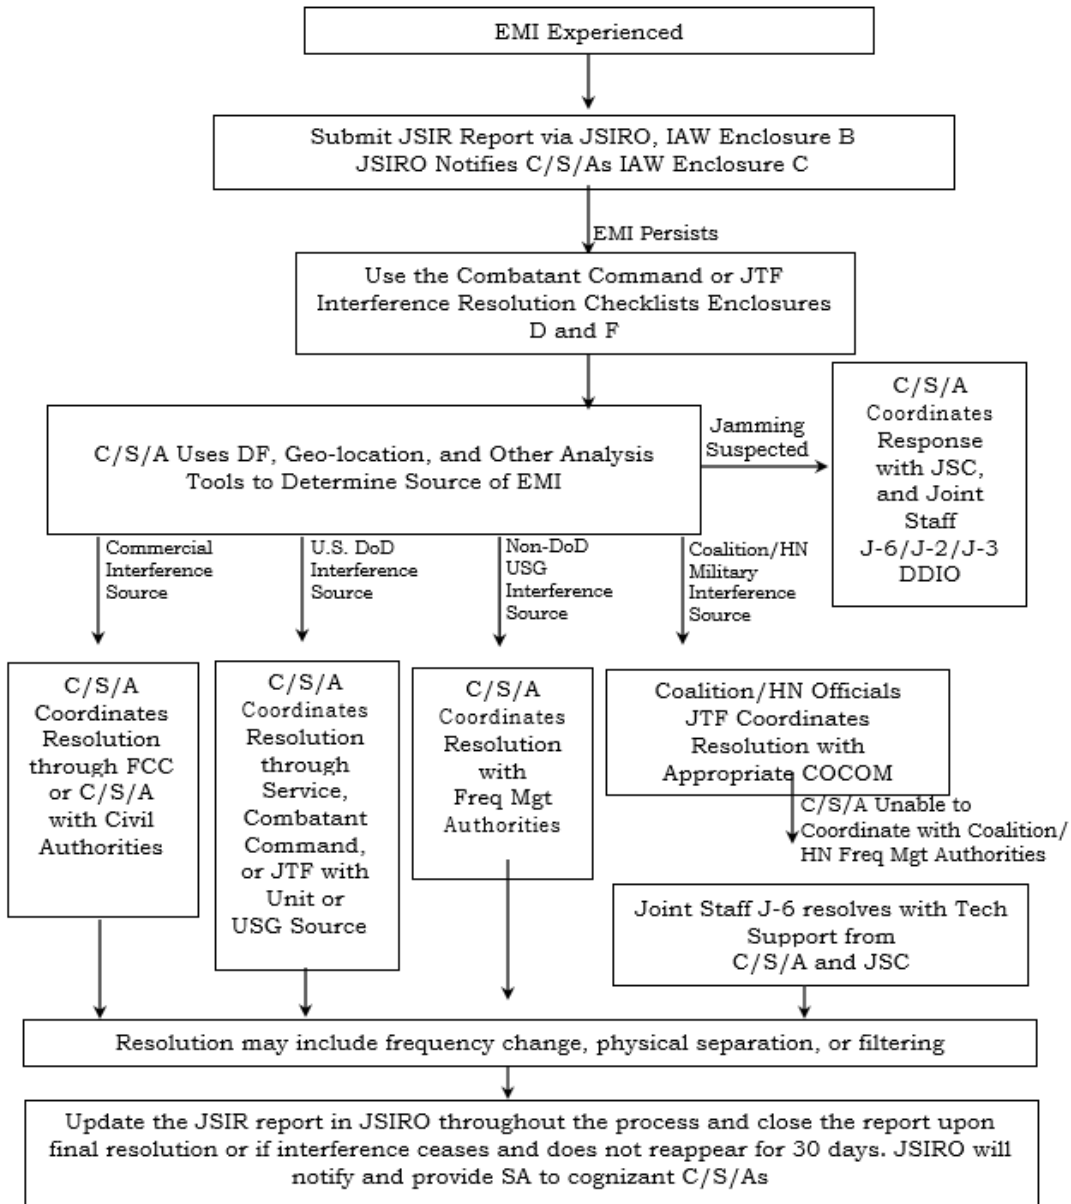 EMI Experienced
Submit JSIR Report via JSIRO, IAW Enclosure B
JSIRO Notifies C/S/As IAW Enclosure C
EMI Persists
Use the Combatant Command or JTF
Interference Resolution Checklists Enclosures
D and F
C/S/A Uses DF, Geo-location, and Other Analysis
Tools to Determine Source of EMI
Jamming
Suspected
C/S/A
Coordinates
Response
with JSC,
and Joint
Staff
J-6/J-2/J-3
DDIO
Commercial
Interference
Source
U.S. DoD
Interference
Source
Non-DoD
USG
Interference
Source
Coalition/HN
Military
Interference
Source
C/S/A
Coordinates
Resolution
through FCC
or C/S/A
with Civil
Authorities
C/S/A
Coordinates
Resolution
through
Service,
Combatant
Command,
or JTF with
Unit or
USG Source
C/S/A
Coordinates
Resolution
with
Freq Mgt
Authorities
Coalition/HN Officials
JTF Coordinates
Resolution with
Appropriate COCOM
C/S/A Unable to
Coordinate with Coalition/
HN Freq Mgt Authorities
Joint Staff J-6 resolves with Tech
Support from
C/S/A and JSC
Resolution may include frequency change, physical separation, or filtering
Update the JSIR report in JSIRO throughout the process and close the report upon
final resolution or if interference ceases and does not reappear for 30 days. JSIRO will
notify and provide SA to cognizant C/S/As